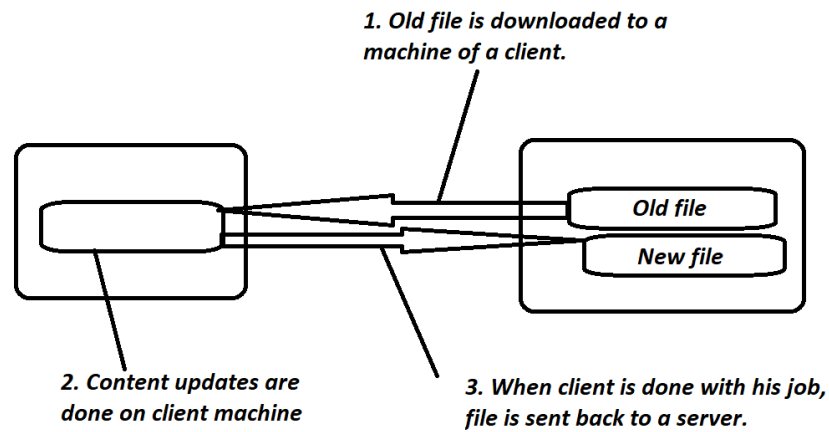 1. Old file is downloaded to a
machine of a client.
Old file
New file
2. Content updates are
done on client machine
3. When client is done with his job,
file is sent back to a server.